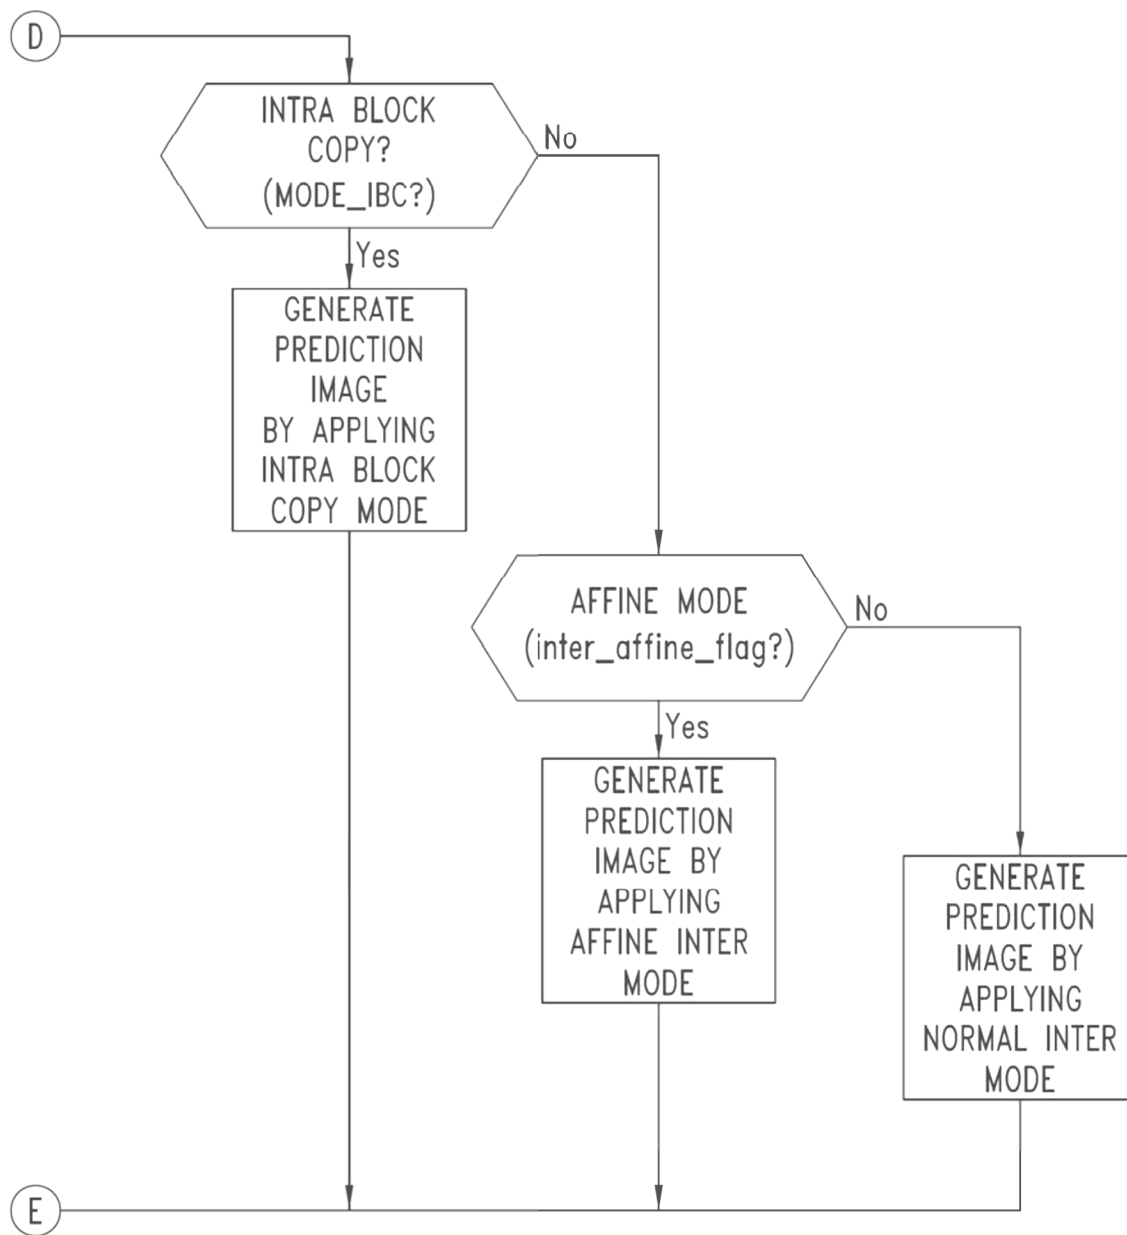 D
INTRA BLOCK
COPY?
(MODE_IBC?)
No
Yes
GENERATE
PREDICTION
IMAGE
BY APPLYING
INTRA BLOCK
COPY MODE
AFFINE MODE
(inter_affine_flag?)
No
Yes
GENERATE
PREDICTION
IMAGE BY
APPLYING
AFFINE INTER
MODE
GENERATE
PREDICTION
IMAGE BY
APPLYING
NORMAL INTER
MODE
E